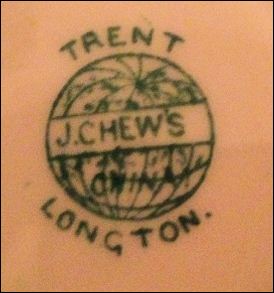 TRENT
J.CHEW'S
CHINA
LONGTON.